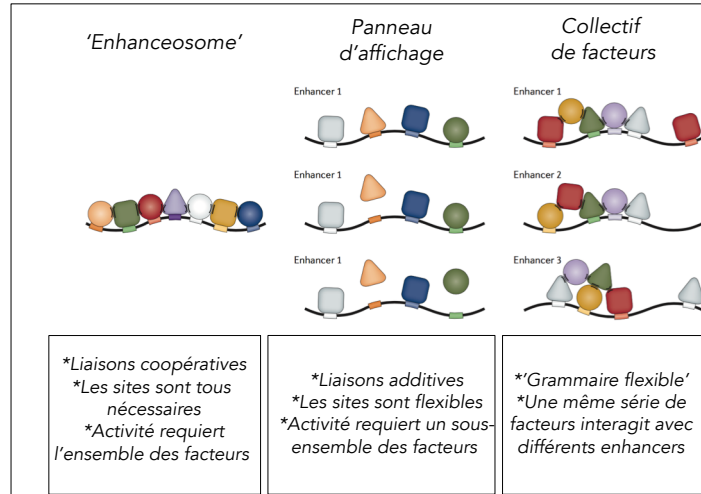 'Enhanceosome'
Panneau
d'affichage
Collectif
de facteurs
Enhancer 1
Enhancer 1
Enhancer 1
Enhancer 1
Enhancer 2
Enhancer 3
*Liaisons coopératives
*Les sites sont tous
nécessaires
*Activité requiert
l'ensemble des facteurs
*Liaisons additives
*Les sites sont flexibles
*Activité requiert un sous-
ensemble des facteurs
*'Grammaire flexible'
*Une même série de
facteurs interagit avec
différents enhancers